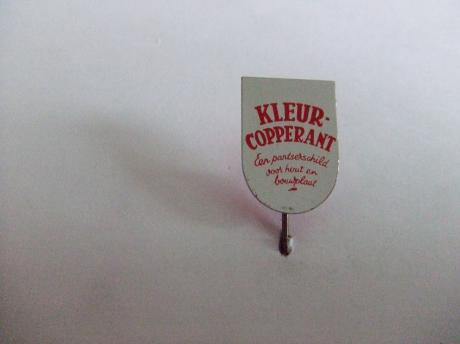 KLEUR-
COPPERANT
Een pantserschild
voor hout en
bouwplaat